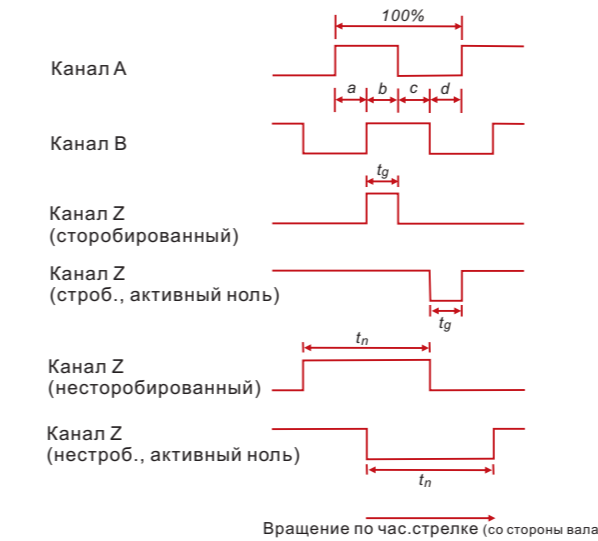 100%
Канал A
a b c d
Канал B
tg
Канал Z
(сторобированный)
Канал Z
(строб., активный ноль)
tg
tn
Канал Z
(несторобированный)
Канал Z
(нестроб., активный ноль)
tn
Вращение по час.стрелке (со стороны вала